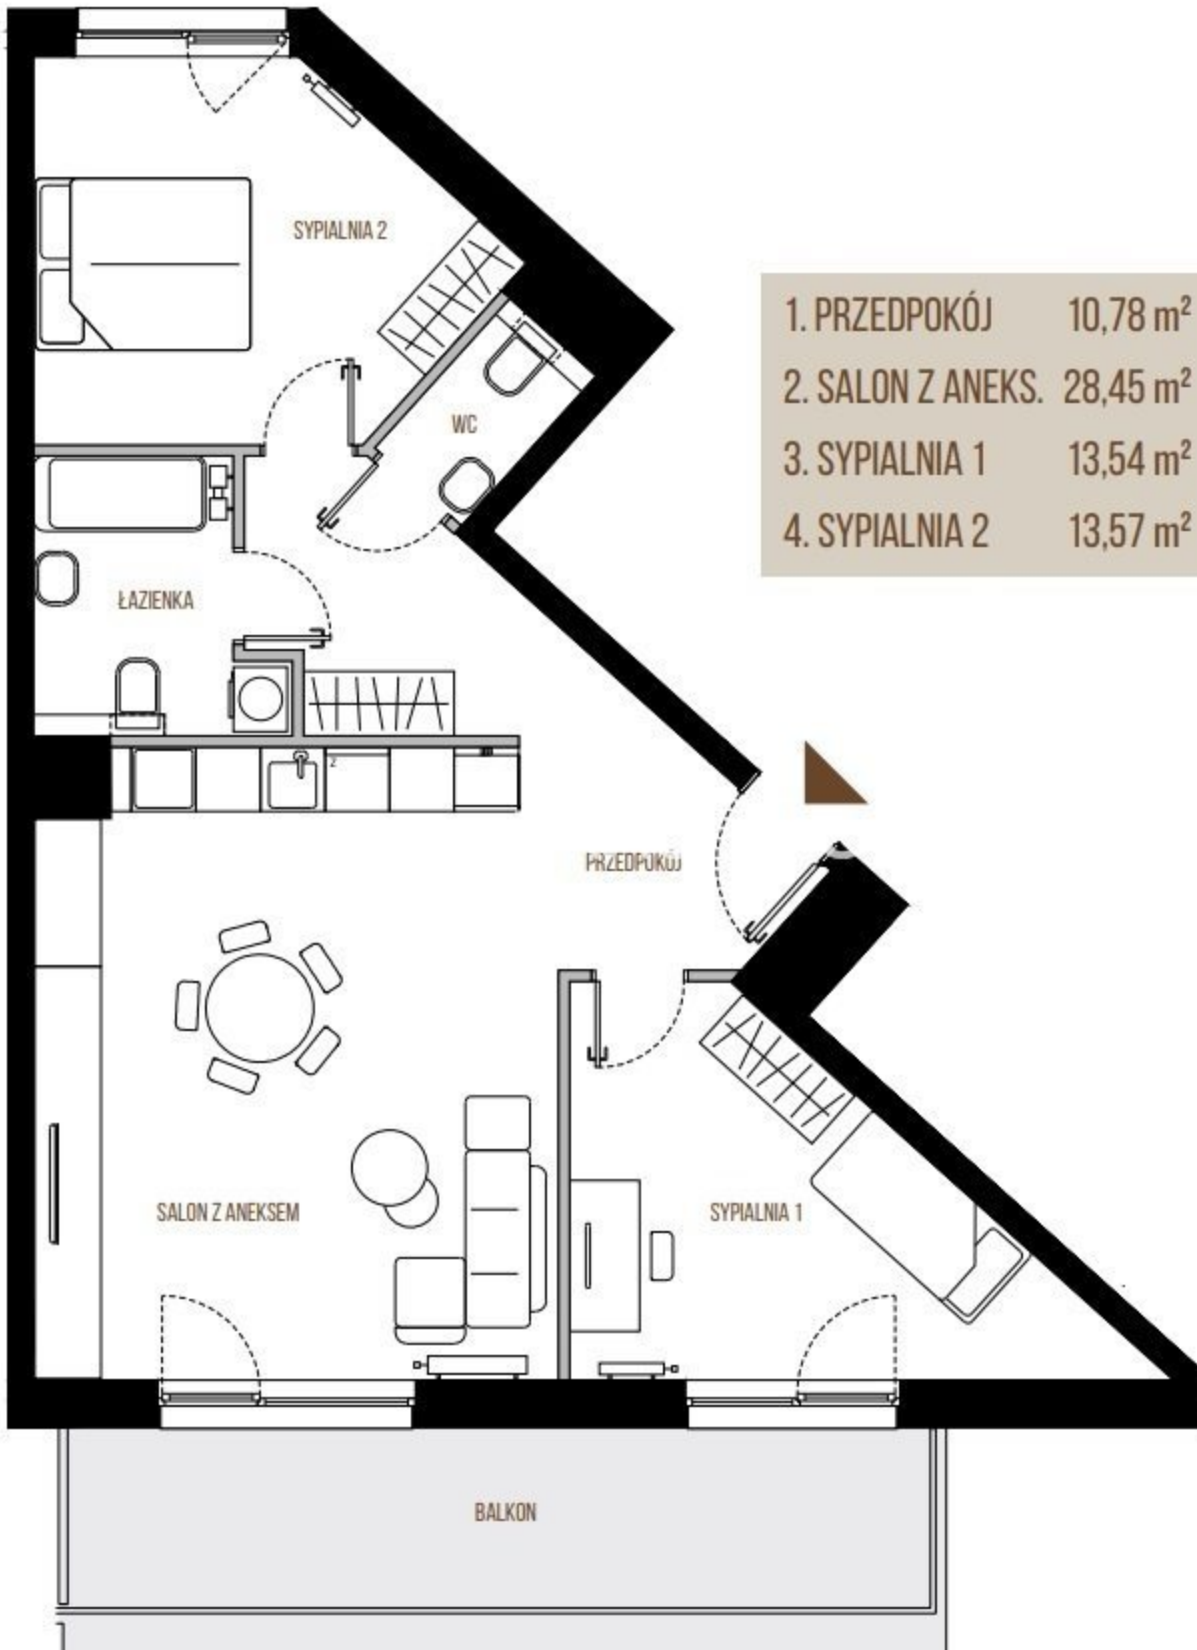 SYPIALNIA 2
1. PRZEDPOKÓJ 10,78 m²
2. SALON Z ANEKS. 28,45 m²
3. SYPIALNIA 1 13,54 m²
4. SYPIALNIA 2 13,57 m²
WC
ŁAZIENKA
Z
PRZEDPOKÓJ
SALON Z ANEKSEM
SYPIALNIA 1
BALKON